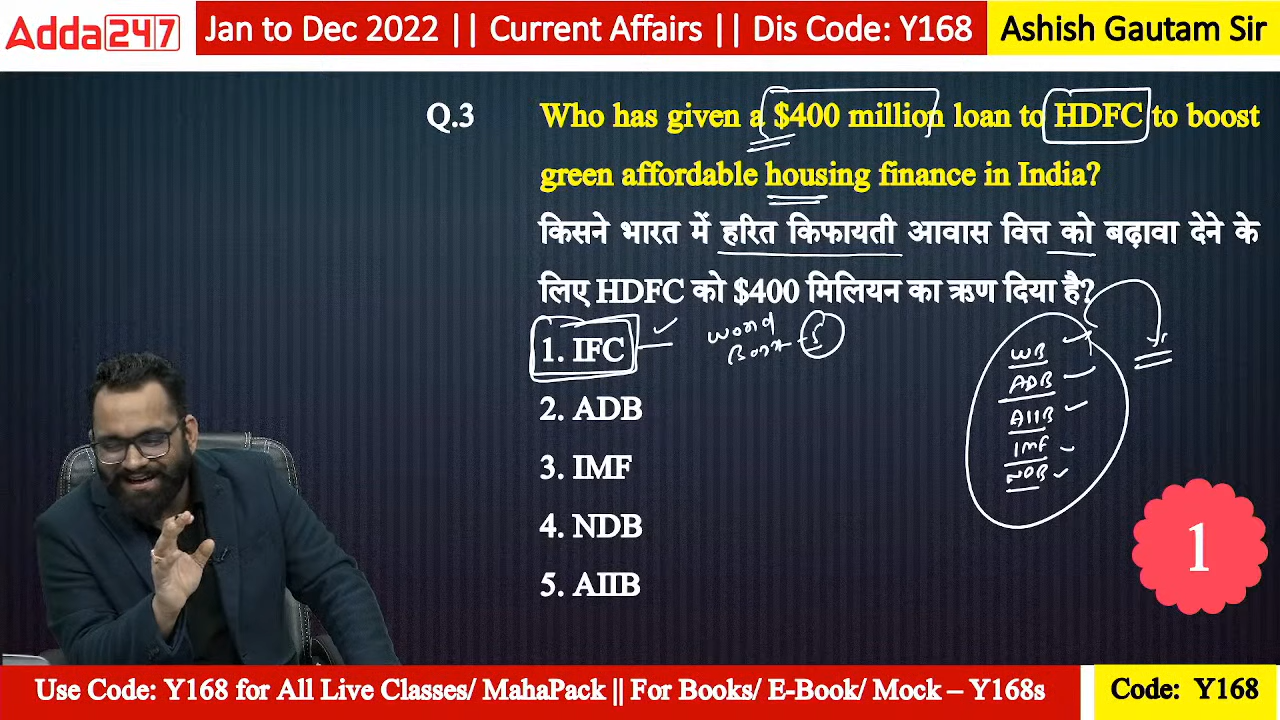 Adda247 Jan to Dec 2022 || Current Affairs || Dis Code: Y168 Ashish Gautam Sir
Q.3 Who has given a $400 million loan to HDFC to boost
green affordable housing finance in India?
किसने भारत में हरित किफायती आवास वित्त को बढ़ावा देने के
लिए HDFC को $400 मिलियन का ऋण दिया है?
1. IFC
World
5
WB
ADB
AIIB
IMF
NDB
2. ADB
3. IMF
4. NDB
5. AIIB
1
Use Code: Y168 for All Live Classes/ MahaPack || For Books/ E-Book/ Mock – Y168s
Code: Y168